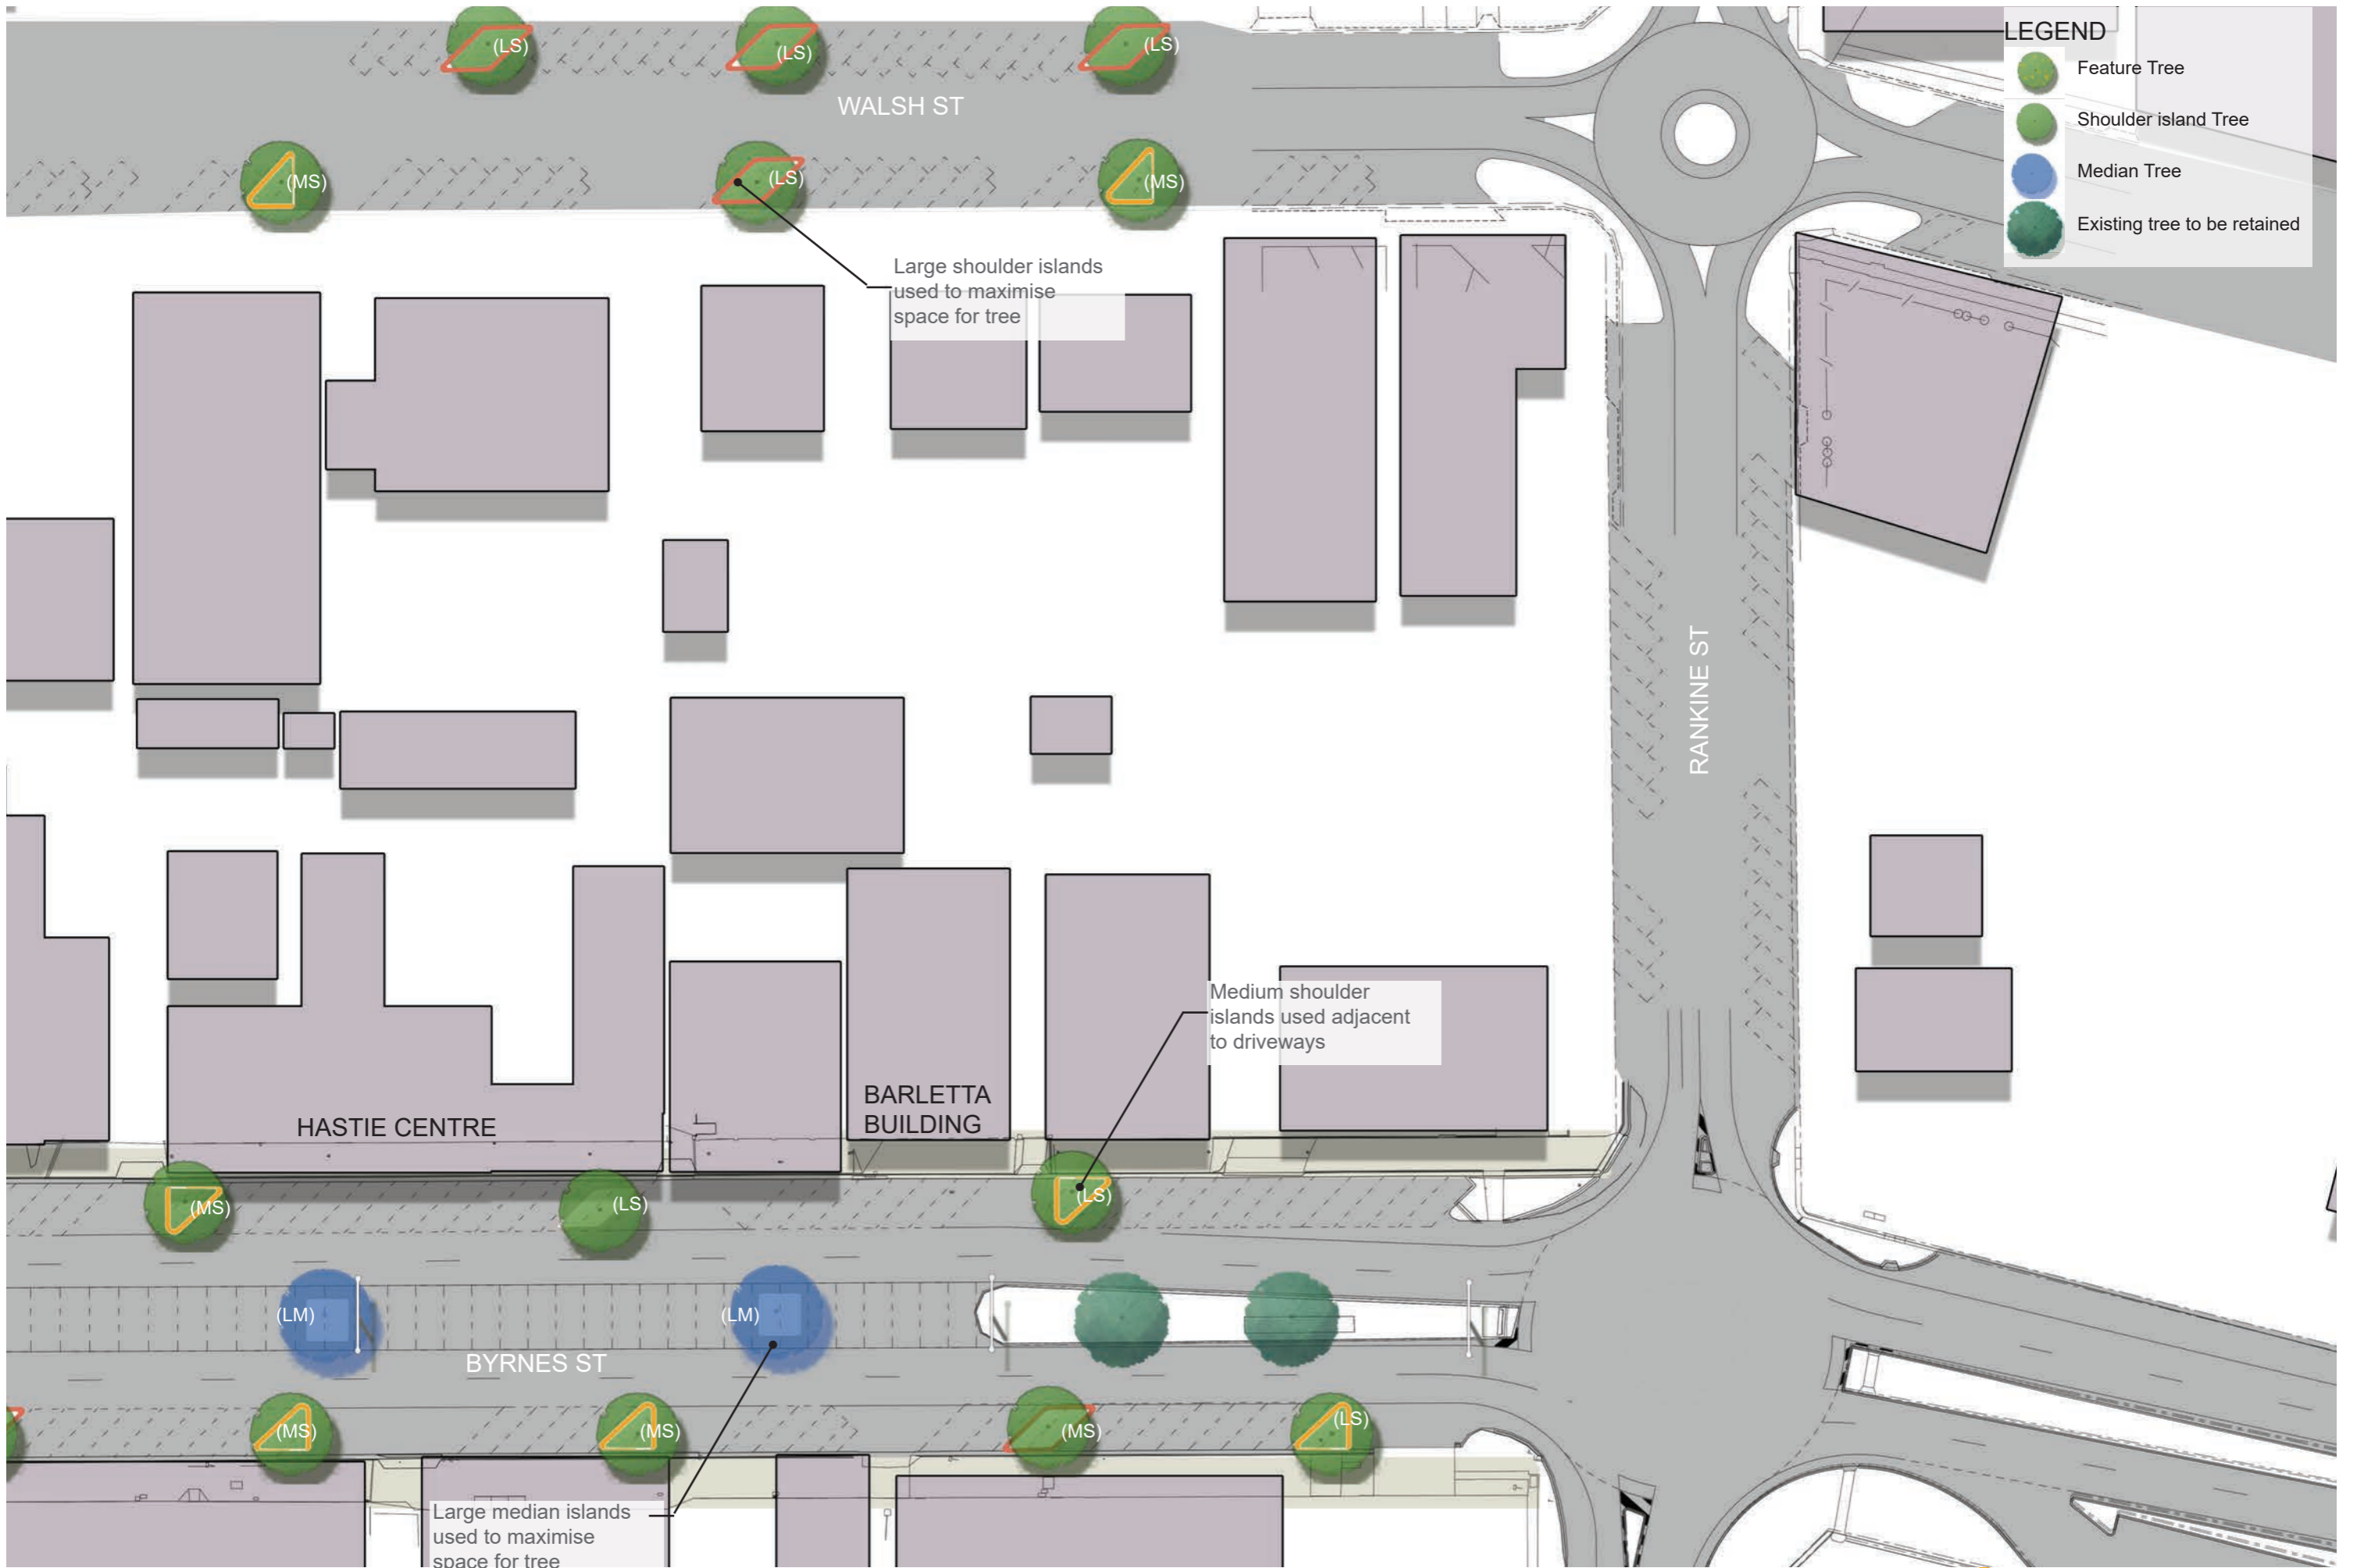 (LS)
(LS)
(LS)
WALSH ST
(MS)
(LS)
(MS)
LEGEND
Feature Tree
Shoulder island Tree
Median Tree
Existing tree to be retained
Large shoulder islands
used to maximise
space for tree
RANKINE ST
Medium shoulder
islands used adjacent
to driveways
HASTIE CENTRE
BARLETTA
BUILDING
(MS)
(LS)
(LS)
(LM)
(LM)
BYRNES ST
(MS)
(MS)
(MS)
(LS)
Large median islands
used to maximise
space for tree